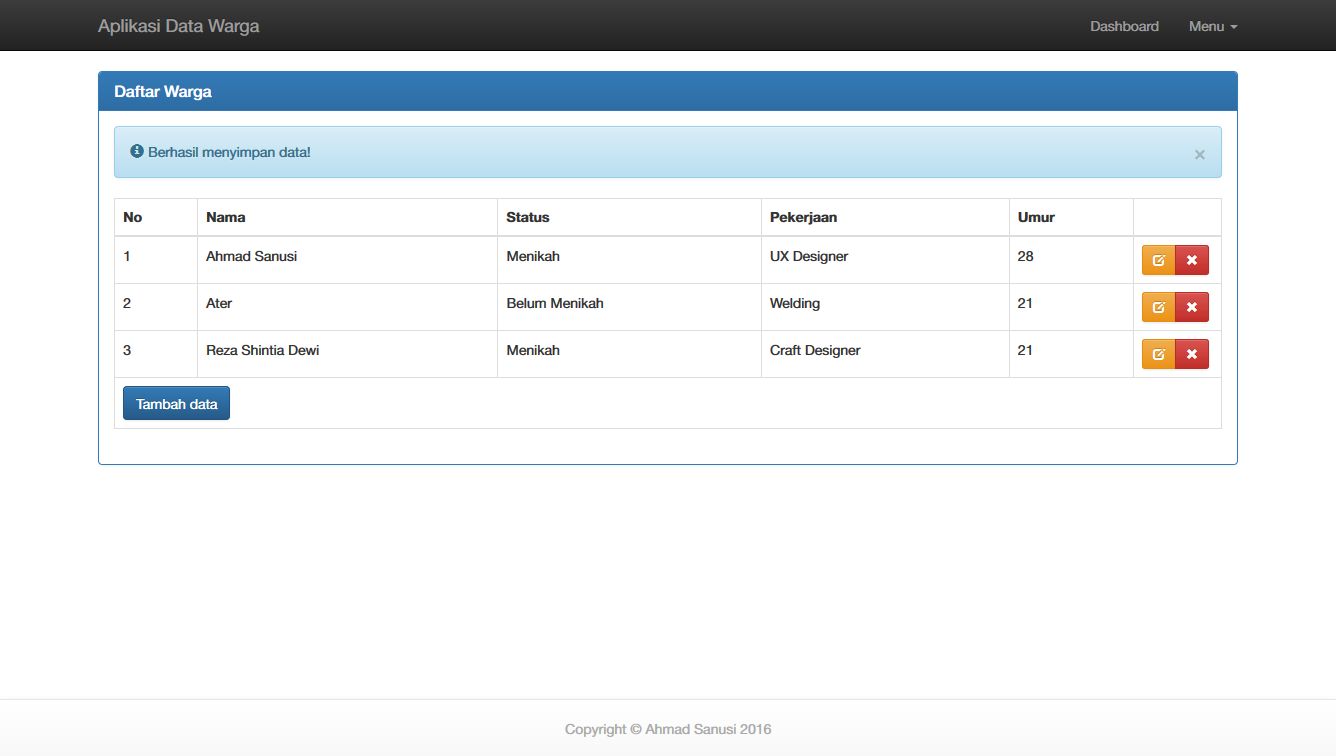 Aplikasi Data Warga Dashboard Menu
Daftar Warga
Berhasil menyimpan data! ×
No Nama Status Pekerjaan Umur
1 Ahmad Sanusi Menikah UX Designer 28
2 Ater Belum Menikah Welding 21
3 Reza Shintia Dewi Menikah Craft Designer 21
Tambah data
Copyright © Ahmad Sanusi 2016